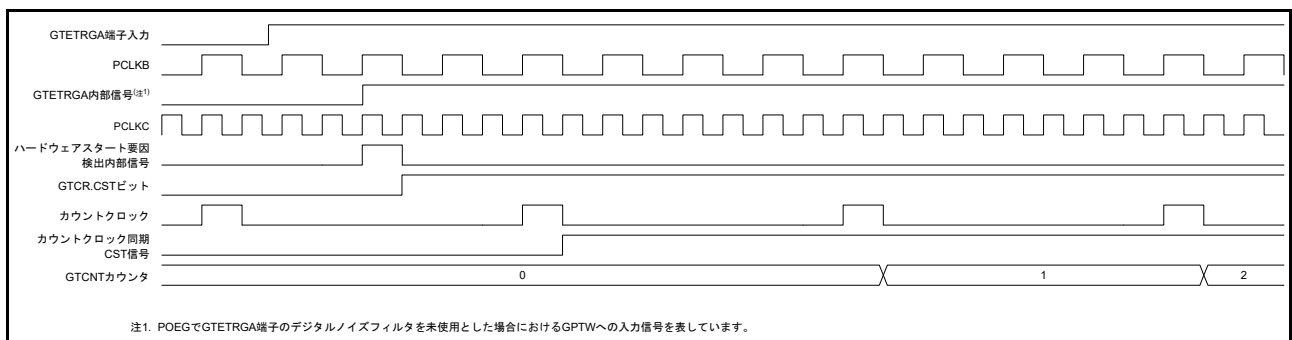 GTETRGA端子入力
PCLKB
GTETRGA内部信号(注1)
PCLKC
ハードウェアスタート要因
検出内部信号
GTCR.CSTビット
カウントクロック
カウントクロック同期
CST信号
GTCNTカウンタ
0
1
2
注1. POEGでGTETRGA端子のデジタルノイズフィルタを未使用とした場合におけるGPTWへの入力信号を表しています。